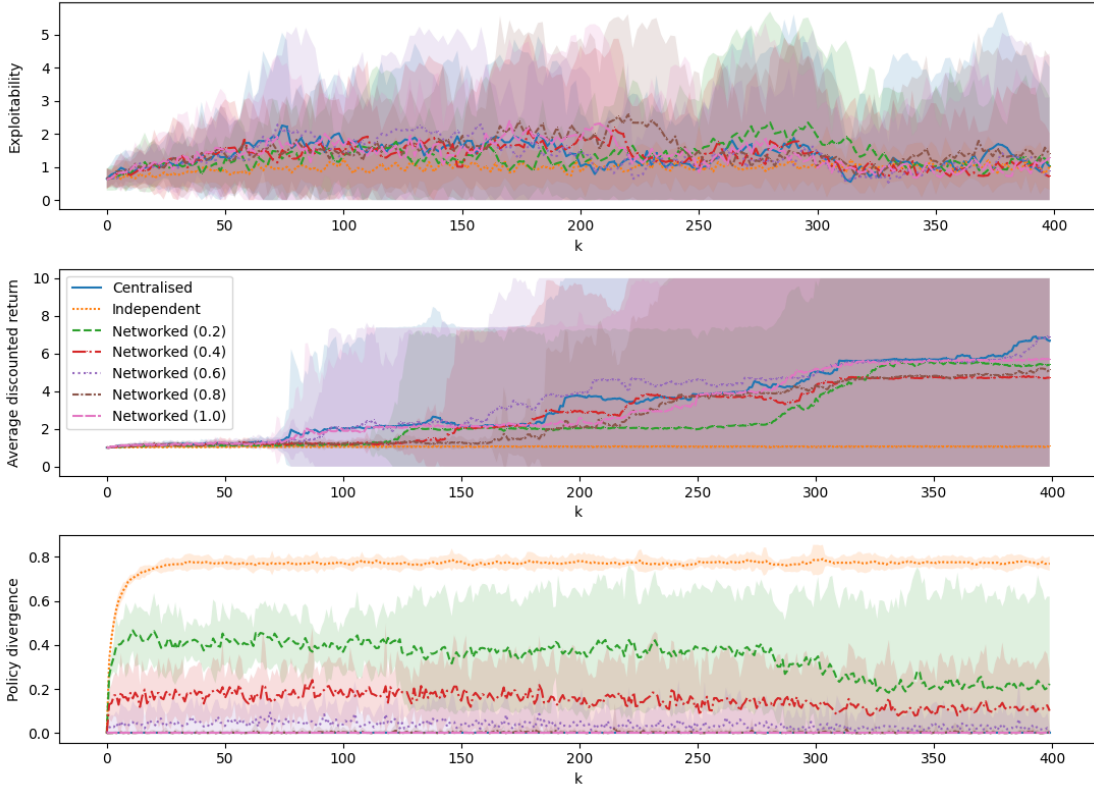 Exploitability
5
4
3
2
1
0
0 50 100 150 200 250 300 350 400
k
Average discounted return
10
8
6
4
2
0
Centralised
Independent
Networked (0.2)
Networked (0.4)
Networked (0.6)
Networked (0.8)
Networked (1.0)
0 50 100 150 200 250 300 350 400
k
Policy divergence
0.8
0.6
0.4
0.2
0.0
0 50 100 150 200 250 300 350 400
k